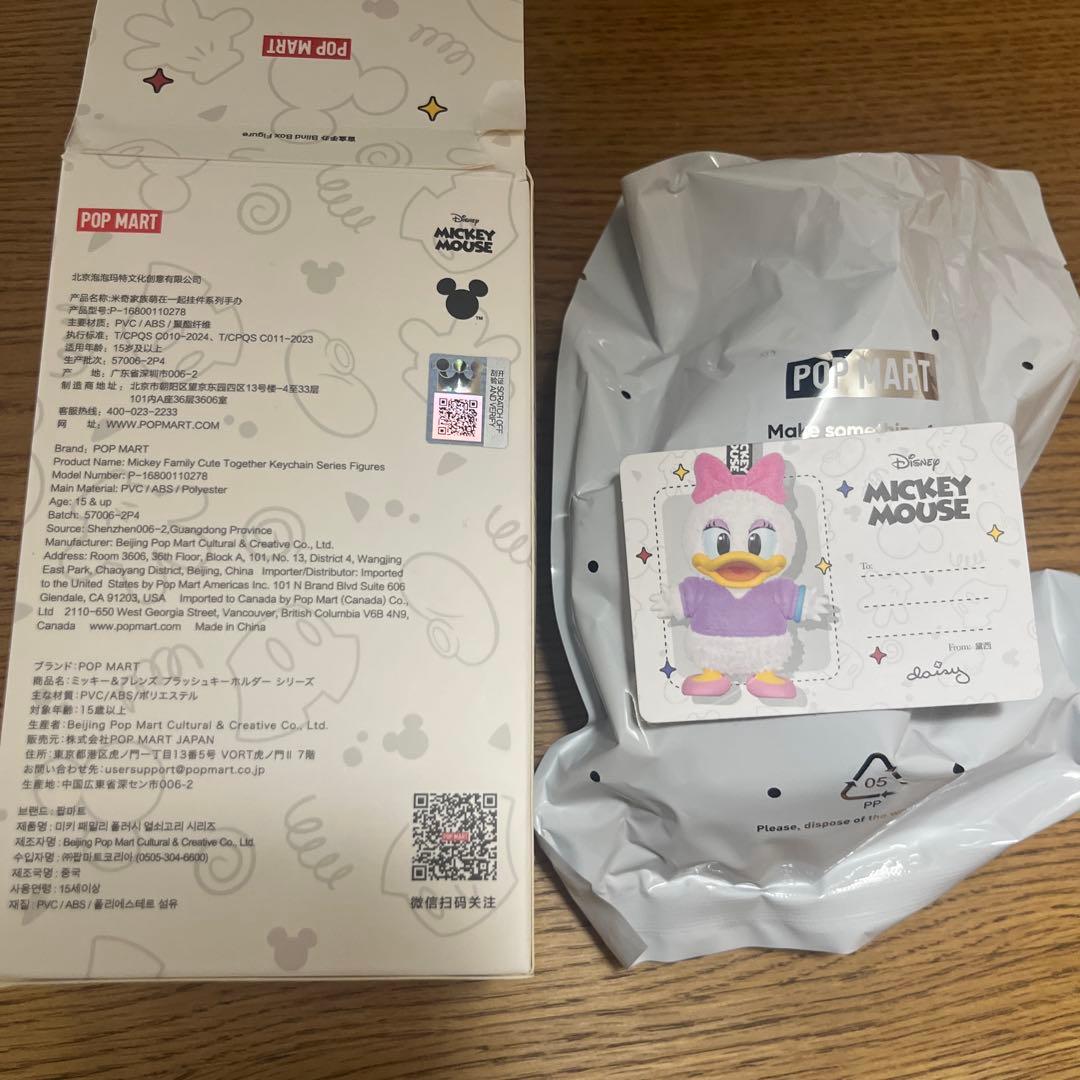 POP MART
盲盒手办 Blind Box Figure
POP MART
Disney
MICKEY
MOUSE
TM
北京泡泡玛特文化创意有限公司
产品名称:米奇家族萌在一起挂件系列手办
产品型号:P-16800110278
主要材质: PVC / ABS / 聚酯纤维
执行标准: T/CPQS C010-2024、T/CPQS C011-2023
适用年龄: 15岁及以上
生产批次: 57006-2P4
产 地: 广东省深圳市006-2
制造商地址: 北京市朝阳区望京东园四区13号楼-4至33层
101内A座36层3606室
客服热线: 400-023-2233
网 址: WWW.POPMART.COM
SCRATCH OFF
AND VERIFY
Brand: POP MART
Product Name: Mickey Family Cute Together Keychain Series Figures
Model Number: P-16800110278
Main Material: PVC / ABS / Polyester
Age: 15 & up
Batch: 57006-2P4
Source: Shenzhen006-2,Guangdong Province
Manufacturer: Beijing Pop Mart Cultural & Creative Co., Ltd.
Address: Room 3606, 36th Floor, Block A, 101, No. 13, District 4, Wangjing
East Park, Chaoyang District, Beijing, China Importer/Distributor: Imported
to the United States by Pop Mart Americas Inc. 101 N Brand Blvd Suite 606
Glendale, CA 91203, USA Imported to Canada by Pop Mart (Canada) Co.,
Ltd 2110-650 West Georgia Street, Vancouver, British Columbia V6B 4N9,
Canada www.popmart.com Made in China
ブランド:POP MART
商品名:ミッキー&フレンズ プラッシュキーホルダー シリーズ
主な材質:PVC/ABS/ポリエステル
対象年齢:15歳以上
生産者:Beijing Pop Mart Cultural & Creative Co., Ltd.
販売元:株式会社POP MART JAPAN
住所:東京都港区虎ノ門一丁目13番5号 VORT虎ノ門II 7階
お問い合わせ先:usersupport@popmart.co.jp
生産地:中国広東省深セン市006-2
브랜드 : 팝마트
제품명 : 미키 패밀리 플러시 열쇠고리 시리즈
제조자명 : Beijing Pop Mart Cultural & Creative Co., Ltd.
수입자명 : ㈜팝마트코리아 (0505-304-6600)
제조국명 : 중국
사용연령 : 15세이상
재질 : PVC / ABS / 폴리에스테르 섬유
POP MART
微信扫码关注
POP MART
Make something
MICKEY
MOUSE
Disney
MICKEY
MOUSE
To:
From: 黛西
daisy
05
PP
Please, dispose of the